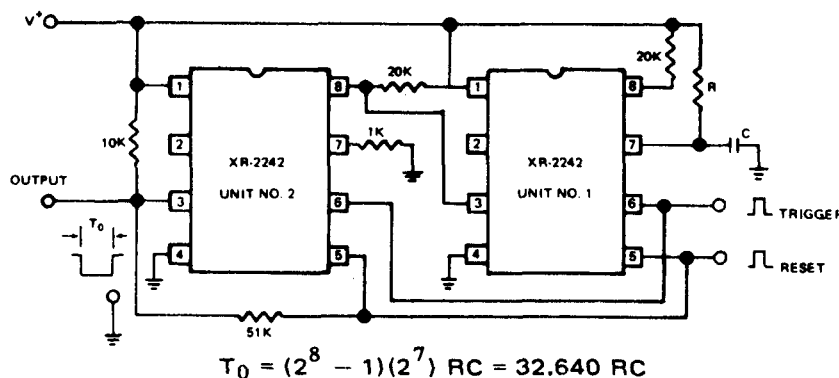 V+
20K
20K
R
1 8 1 8
10K
1K
C
2 7 2 7
XR-2242 XR-2242
OUTPUT
UNIT NO. 2 UNIT NO. 1
3 6 3 6
TRIGGER
T0
4 5 4 5
RESET
51K
T0 = (2^8 – 1)(2^7) RC = 32.640 RC